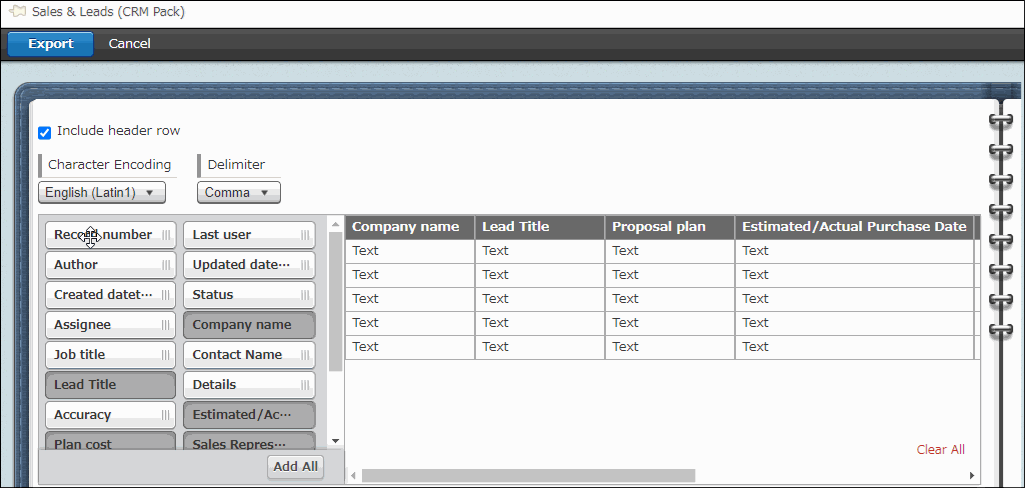 Sales & Leads (CRM Pack)
Export Cancel
Include header row
Character Encoding Delimiter
English (Latin1) Comma
Record number Last user
Author Updated date···
Created datet··· Status
Assignee Company name
Job title Contact Name
Lead Title Details
Accuracy Estimated/Ac···
Plan cost Sales Repres···
Add All
Company name Lead Title Proposal plan Estimated/Actual Purchase Date
Text Text Text Text
Text Text Text Text
Text Text Text Text
Text Text Text Text
Text Text Text Text
Clear All